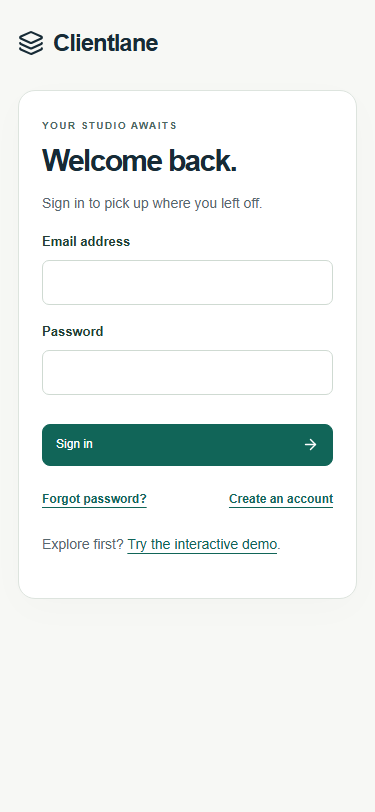 Clientlane
YOUR STUDIO AWAITS
Welcome back.
Sign in to pick up where you left off.
Email address
Password
Sign in
Forgot password? Create an account
Explore first? Try the interactive demo.